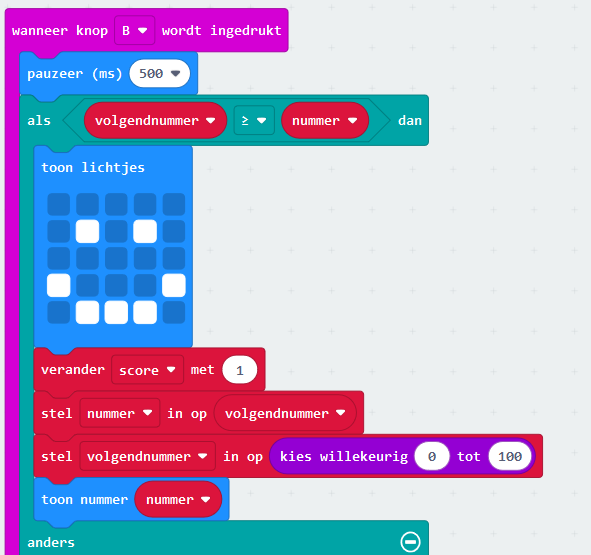 wanneer knop B wordt ingedrukt
pauzeer (ms) 500
als volgendnummer ≥ nummer dan
toon lichtjes
verander score met 1
stel nummer in op volgendnummer
stel volgendnummer in op kies willekeurig 0 tot 100
toon nummer nummer
anders